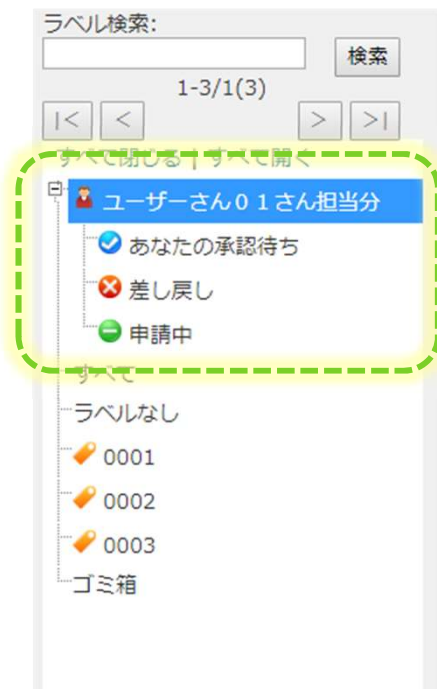 ラベル検索:
検索
1-3/1(3)
|< < > >|
すべて閉じる | すべて開く
ユーザーさん０１さん担当分
あなたの承認待ち
差し戻し
申請中
すべて
ラベルなし
0001
0002
0003
ゴミ箱